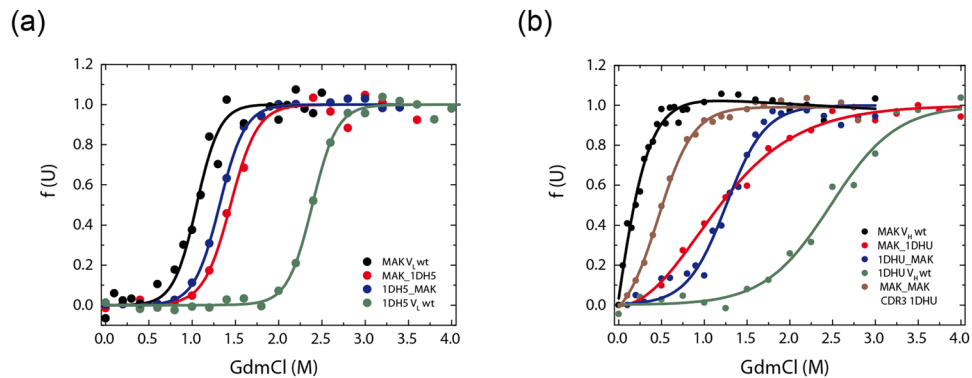 (a)
(b)
1.2
1.0
0.8
0.6
0.4
0.2
0.0
f (U)
MAK VL wt
MAK_1DH5
1DH5_MAK
1DH5 VL wt
0.0 0.5 1.0 1.5 2.0 2.5 3.0 3.5 4.0
GdmCl (M)
1.2
1.0
0.8
0.6
0.4
0.2
0.0
f (U)
MAK VH wt
MAK_1DHU
1DHU_MAK
1DHU VH wt
MAK_MAK
CDR3 1DHU
0.0 0.5 1.0 1.5 2.0 2.5 3.0 3.5 4.0
GdmCl (M)